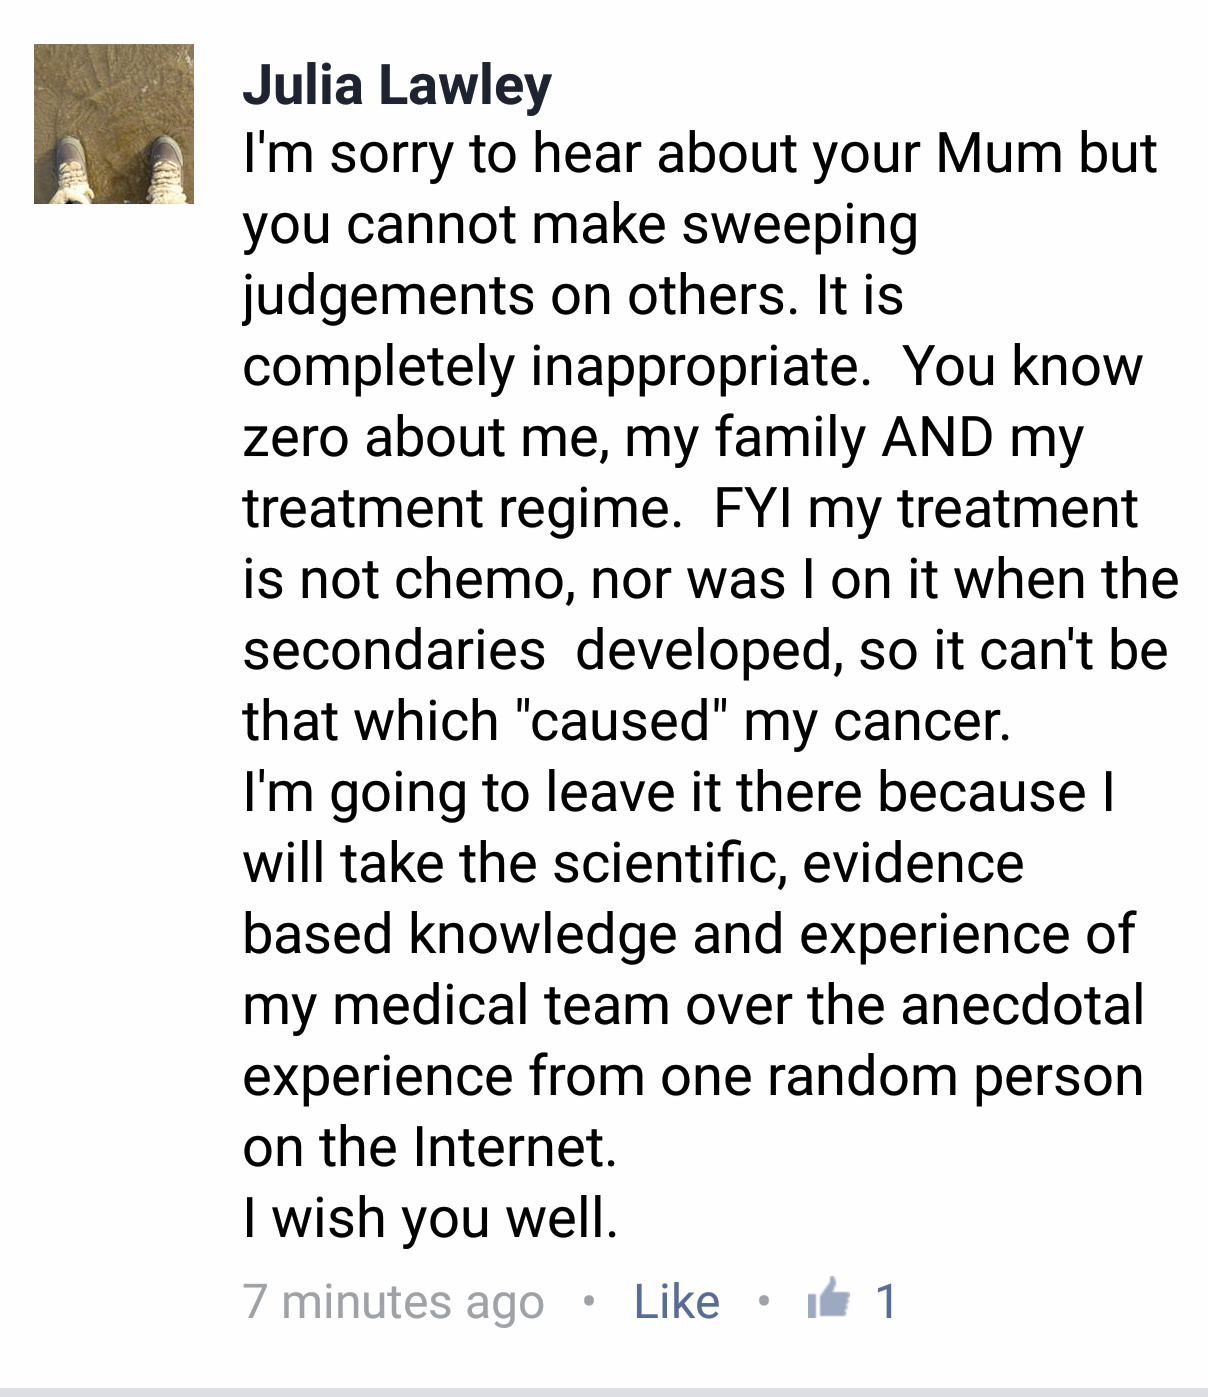 Julia Lawley
I'm sorry to hear about your Mum but
you cannot make sweeping
judgements on others. It is
completely inappropriate.  You know
zero about me, my family AND my
treatment regime.  FYI my treatment
is not chemo, nor was I on it when the
secondaries  developed, so it can't be
that which "caused" my cancer.
I'm going to leave it there because I
will take the scientific, evidence
based knowledge and experience of
my medical team over the anecdotal
experience from one random person
on the Internet.
I wish you well.
7 minutes ago • Like • 1